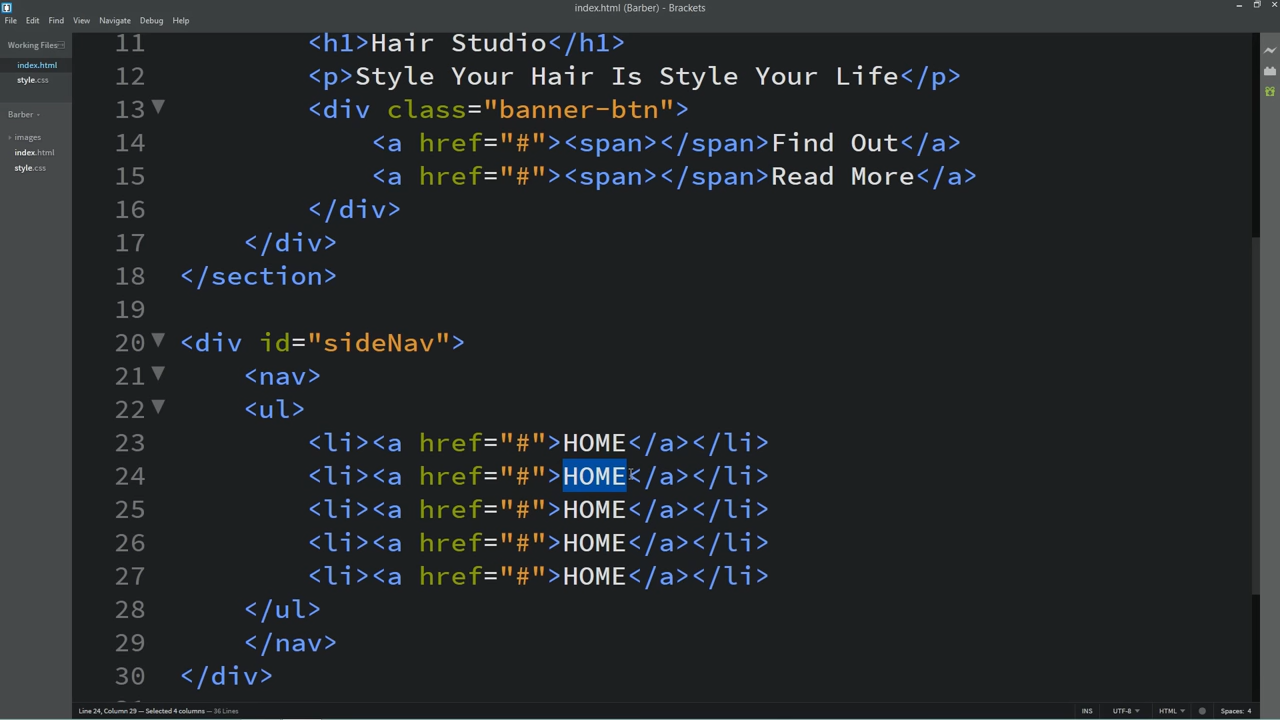 index.html (Barber) - Brackets
File Edit Find View Navigate Debug Help
Working Files
index.html
style.css
Barber
images
index.html
style.css
11 <h1>Hair Studio</h1>
12 <p>Style Your Hair Is Style Your Life</p>
13 <div class="banner-btn">
14 <a href="#"><span></span>Find Out</a>
15 <a href="#"><span></span>Read More</a>
16 </div>
17 </div>
18 </section>
19
20 <div id="sideNav">
21 <nav>
22 <ul>
23 <li><a href="#">HOME</a></li>
24 <li><a href="#">HOME</a></li>
25 <li><a href="#">HOME</a></li>
26 <li><a href="#">HOME</a></li>
27 <li><a href="#">HOME</a></li>
28 </ul>
29 </nav>
30 </div>
Line 24, Column 29 — Selected 4 columns — 36 Lines
INS UTF-8 HTML Spaces: 4